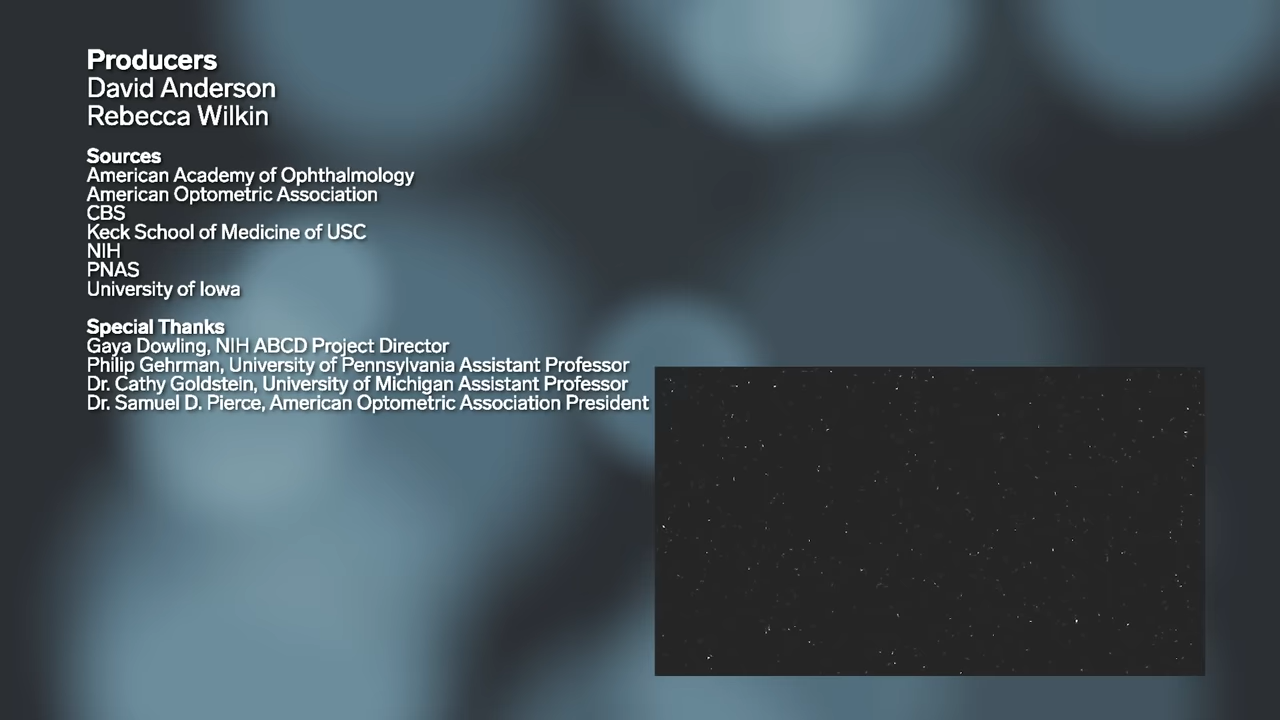 Producers
David Anderson
Rebecca Wilkin
Sources
American Academy of Ophthalmology
American Optometric Association
CBS
Keck School of Medicine of USC
NIH
PNAS
University of Iowa
Special Thanks
Gaya Dowling, NIH ABCD Project Director
Philip Gehrman, University of Pennsylvania Assistant Professor
Dr. Cathy Goldstein, University of Michigan Assistant Professor
Dr. Samuel D. Pierce, American Optometric Association President